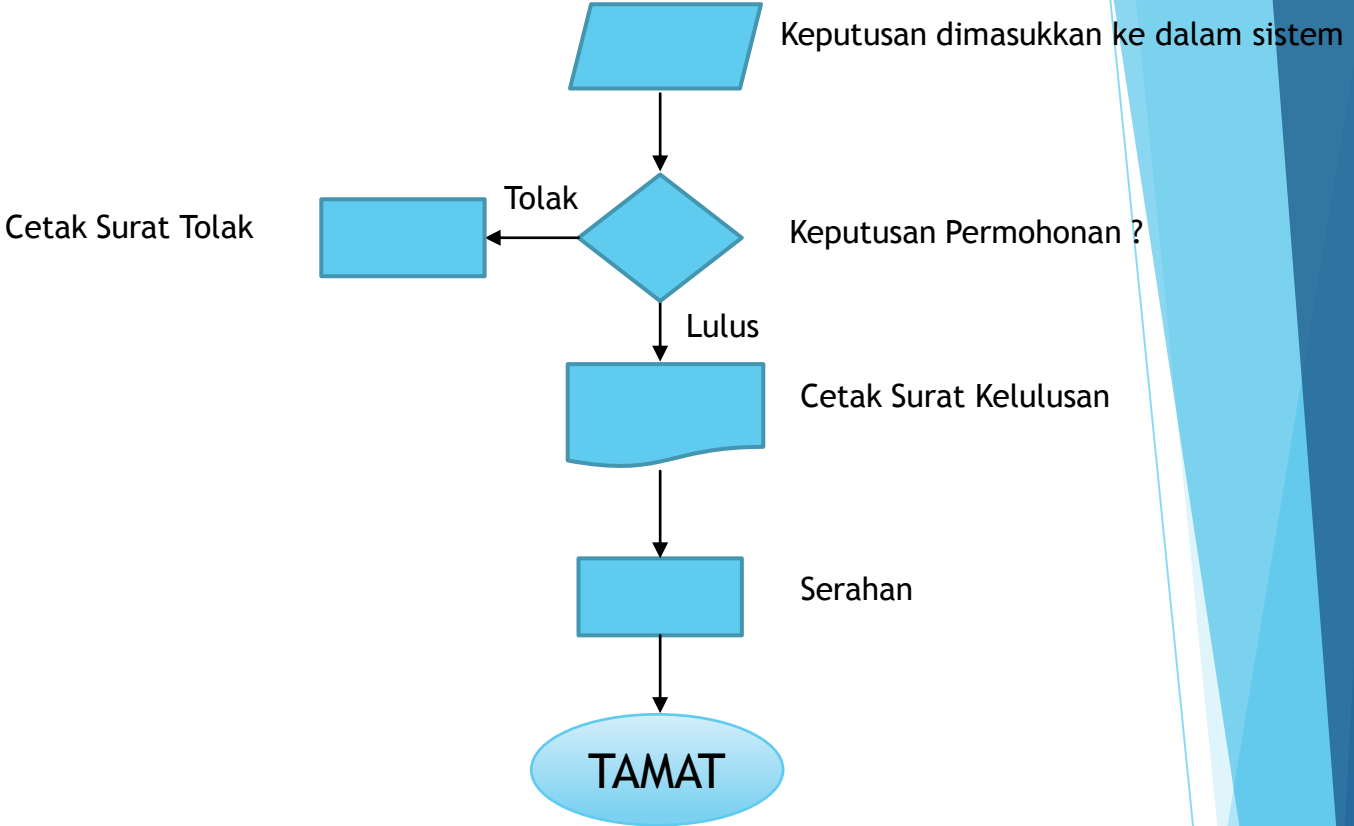 Keputusan dimasukkan ke dalam sistem
Tolak
Cetak Surat Tolak
Keputusan Permohonan ?
Lulus
Cetak Surat Kelulusan
Serahan
TAMAT